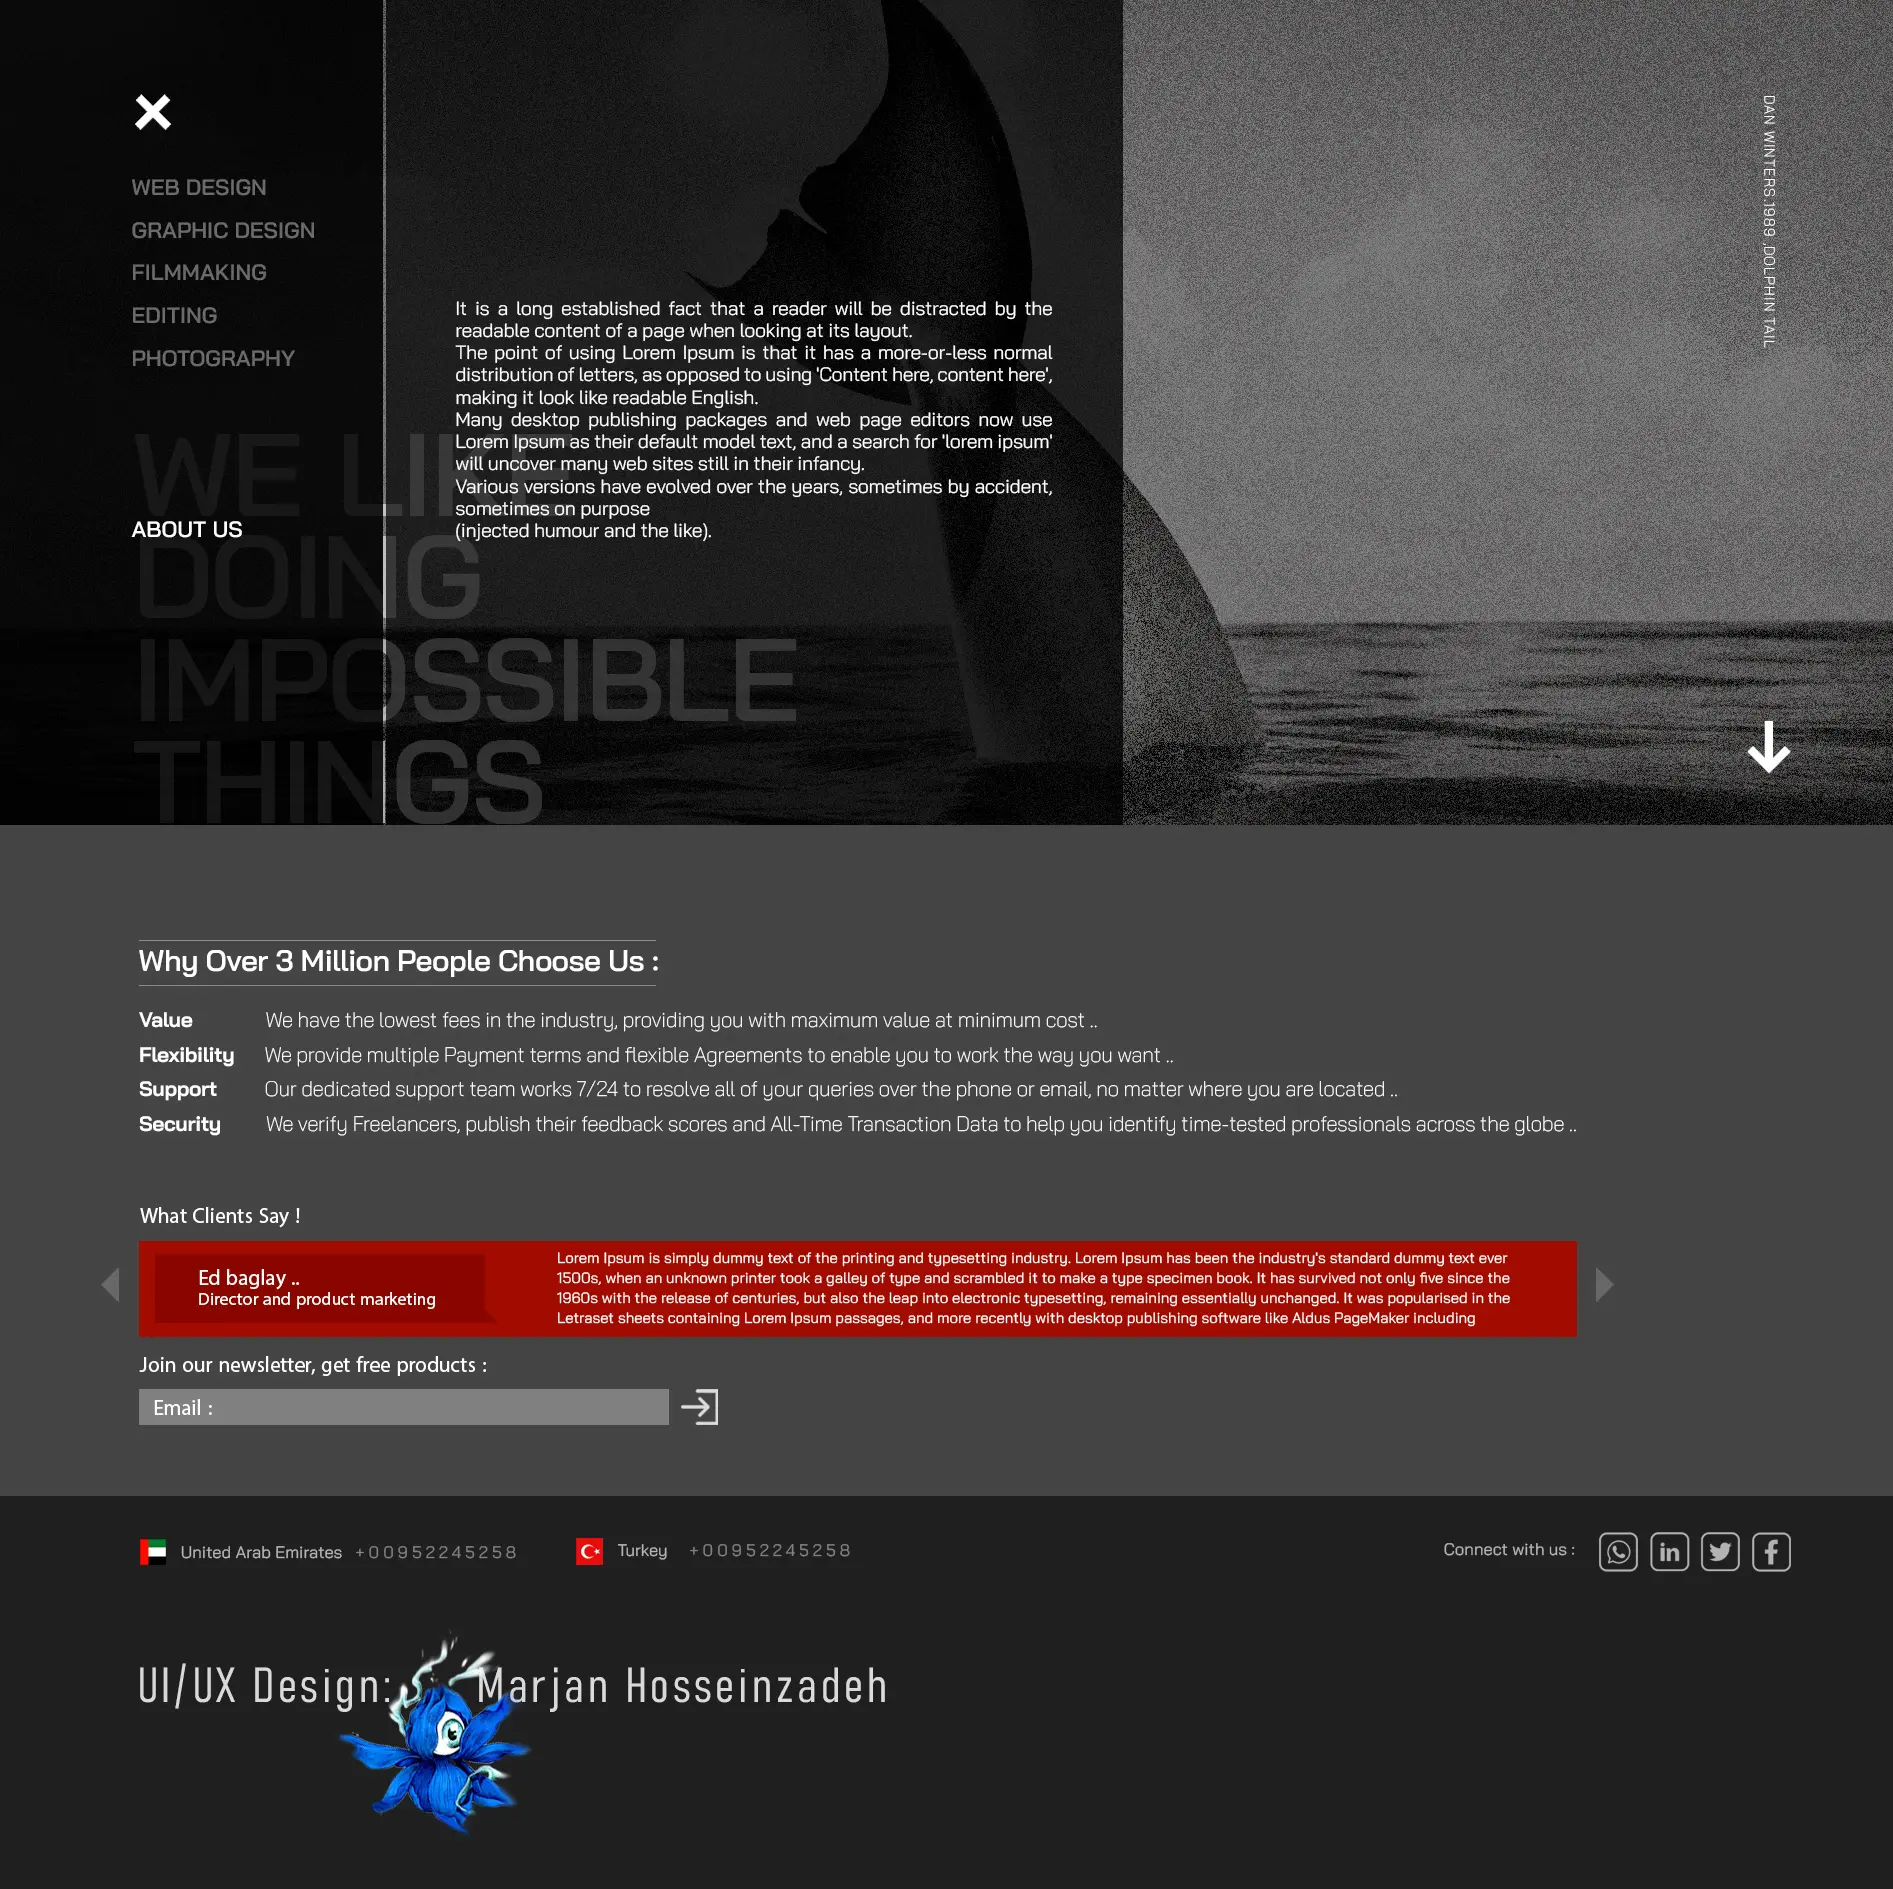 WEB DESIGN
GRAPHIC DESIGN
FILMMAKING
EDITING
PHOTOGRAPHY
ABOUT US
WE LIKE
DOING
IMPOSSIBLE
THINGS
It is a long established fact that a reader will be distracted by the
readable content of a page when looking at its layout.
The point of using Lorem Ipsum is that it has a more-or-less normal
distribution of letters, as opposed to using 'Content here, content here',
making it look like readable English.
Many desktop publishing packages and web page editors now use
Lorem Ipsum as their default model text, and a search for 'lorem ipsum'
will uncover many web sites still in their infancy.
Various versions have evolved over the years, sometimes by accident,
sometimes on purpose
(injected humour and the like).
DAN WINTERS.1989 ,DOLPHIN TAIL
Why Over 3 Million People Choose Us :
Value We have the lowest fees in the industry, providing you with maximum value at minimum cost ..
Flexibility We provide multiple Payment terms and flexible Agreements to enable you to work the way you want ..
Support Our dedicated support team works 7/24 to resolve all of your queries over the phone or email, no matter where you are located ..
Security We verify Freelancers, publish their feedback scores and All-Time Transaction Data to help you identify time-tested professionals across the globe ..
What Clients Say !
Ed baglay ..
Director and product marketing
Lorem Ipsum is simply dummy text of the printing and typesetting industry. Lorem Ipsum has been the industry's standard dummy text ever
1500s, when an unknown printer took a galley of type and scrambled it to make a type specimen book. It has survived not only five since the
1960s with the release of centuries, but also the leap into electronic typesetting, remaining essentially unchanged. It was popularised in the
Letraset sheets containing Lorem Ipsum passages, and more recently with desktop publishing software like Aldus PageMaker including
Join our newsletter, get free products :
Email :
United Arab Emirates +00952245258
Turkey +00952245258
Connect with us :
in
UI/UX Design: Marjan Hosseinzadeh